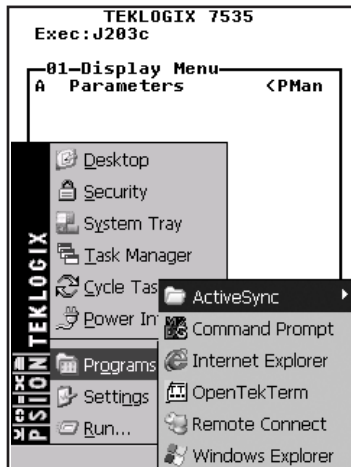 TEKLOGIX 7535
Exec:J203c
01—Display Menu
A Parameters <PMan
Desktop
Security
System Tray
Task Manager
Cycle Tas
Power In
Programs
Settings
Run...
PSION TEKLOGIX
ActiveSync
Command Prompt
Internet Explorer
OpenTekTerm
Remote Connect
Windows Explorer